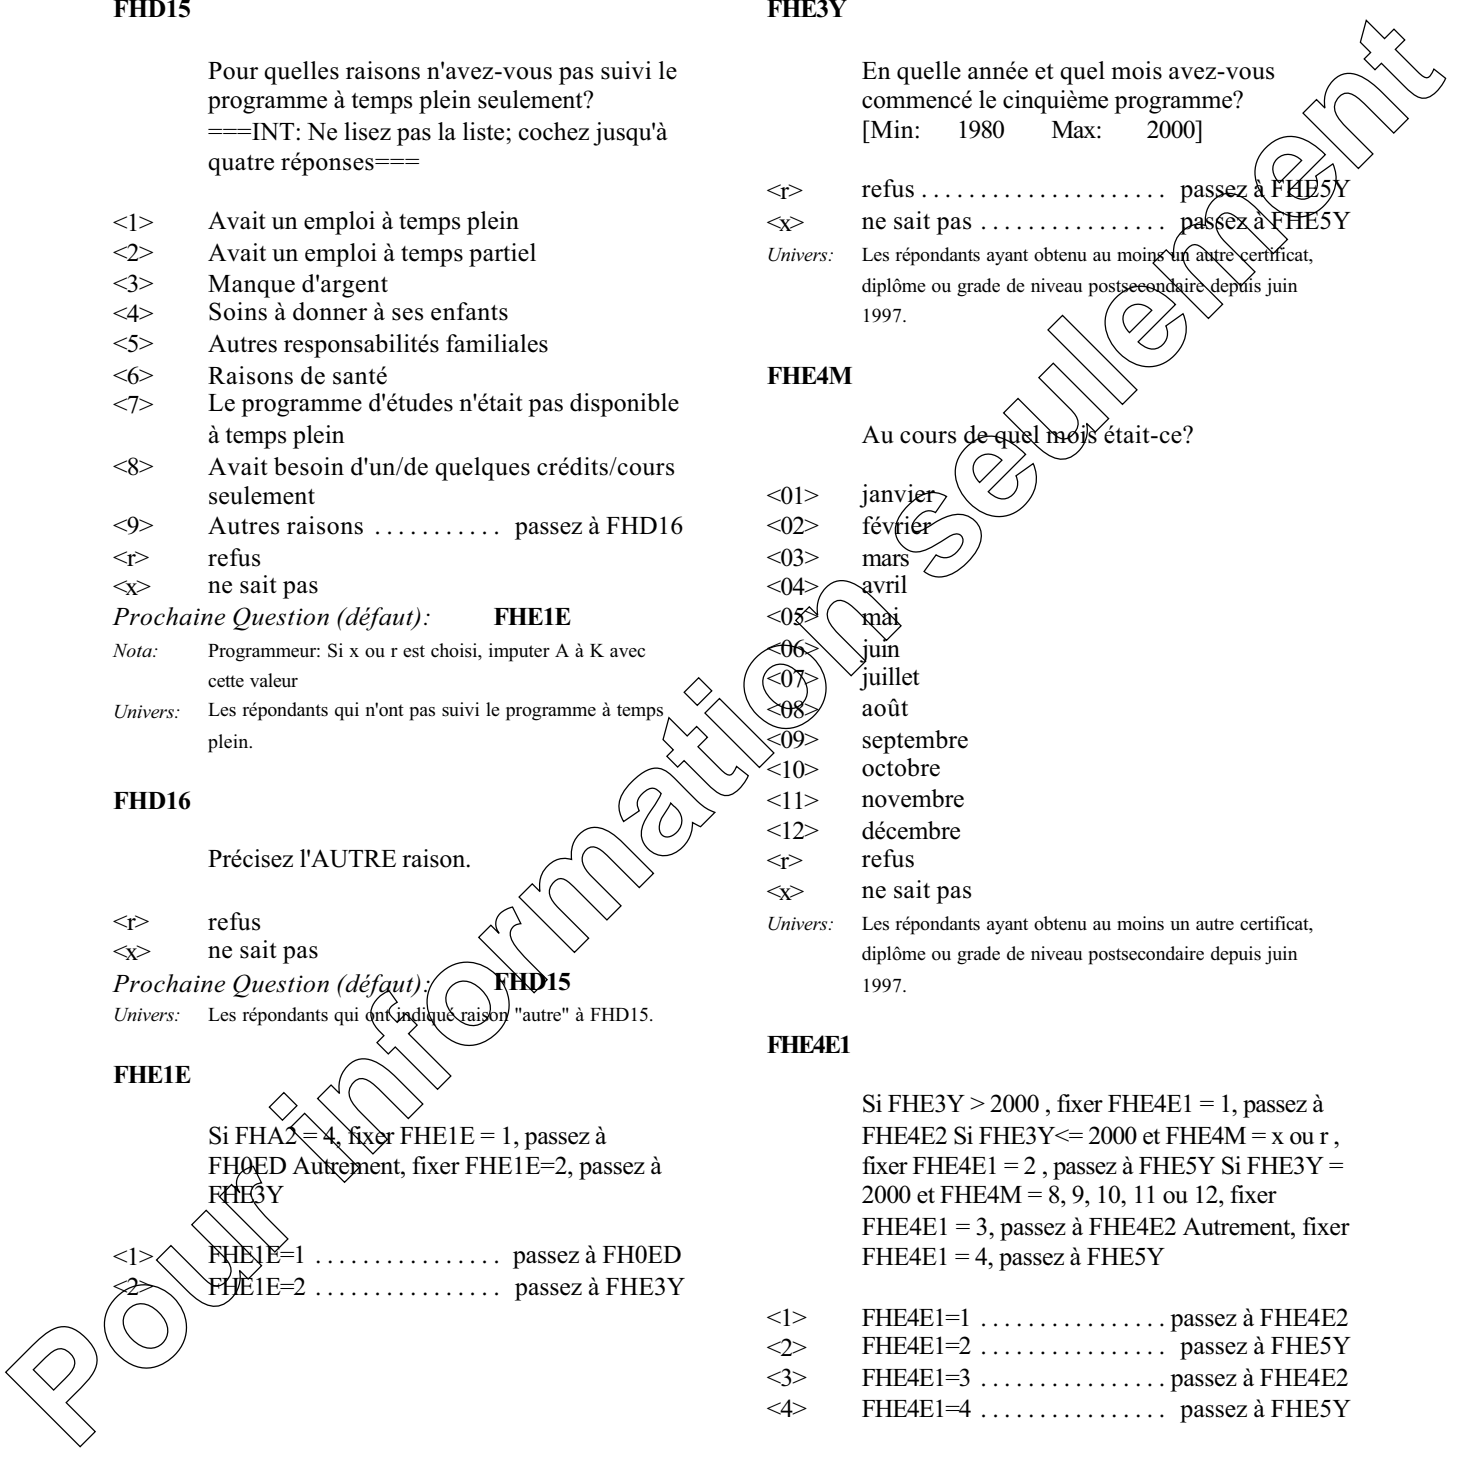 FHD15
Pour quelles raisons n'avez-vous pas suivi le
programme à temps plein seulement?
===INT: Ne lisez pas la liste; cochez jusqu'à
quatre réponses===
<1> Avait un emploi à temps plein
<2> Avait un emploi à temps partiel
<3> Manque d'argent
<4> Soins à donner à ses enfants
<5> Autres responsabilités familiales
<6> Raisons de santé
<7> Le programme d'études n'était pas disponible
à temps plein
<8> Avait besoin d'un/de quelques crédits/cours
seulement
<9> Autres raisons ........... passez à FHD16
<r> refus
<x> ne sait pas
Prochaine Question (défaut): FHE1E
Nota: Programmeur: Si x ou r est choisi, imputer A à K avec
cette valeur
Univers: Les répondants qui n'ont pas suivi le programme à temps
plein.
FHD16
Précisez l'AUTRE raison.
<r> refus
<x> ne sait pas
Prochaine Question (défaut): FHD15
Univers: Les répondants qui ont indiqué raison "autre" à FHD15.
FHE1E
Si FHA2 = 4, fixer FHE1E = 1, passez à
FH0ED Autrement, fixer FHE1E=2, passez à
FHE3Y
<1> FHE1E=1 ................ passez à FH0ED
<2> FHE1E=2 ................ passez à FHE3Y
FHE3Y
En quelle année et quel mois avez-vous
commencé le cinquième programme?
[Min: 1980 Max: 2000]
<r> refus ..................... passez à FHE5Y
<x> ne sait pas ................ passez à FHE5Y
Univers: Les répondants ayant obtenu au moins un autre certificat,
diplôme ou grade de niveau postsecondaire depuis juin
1997.
FHE4M
Au cours de quel mois était-ce?
<01> janvier
<02> février
<03> mars
<04> avril
<05> mai
<06> juin
<07> juillet
<08> août
<09> septembre
<10> octobre
<11> novembre
<12> décembre
<r> refus
<x> ne sait pas
Univers: Les répondants ayant obtenu au moins un autre certificat,
diplôme ou grade de niveau postsecondaire depuis juin
1997.
FHE4E1
Si FHE3Y > 2000 , fixer FHE4E1 = 1, passez à
FHE4E2 Si FHE3Y<= 2000 et FHE4M = x ou r ,
fixer FHE4E1 = 2 , passez à FHE5Y Si FHE3Y =
2000 et FHE4M = 8, 9, 10, 11 ou 12, fixer
FHE4E1 = 3, passez à FHE4E2 Autrement, fixer
FHE4E1 = 4, passez à FHE5Y
<1> FHE4E1=1 ................ passez à FHE4E2
<2> FHE4E1=2 ................ passez à FHE5Y
<3> FHE4E1=3 ................ passez à FHE4E2
<4> FHE4E1=4 ................ passez à FHE5Y
Pour information seulement